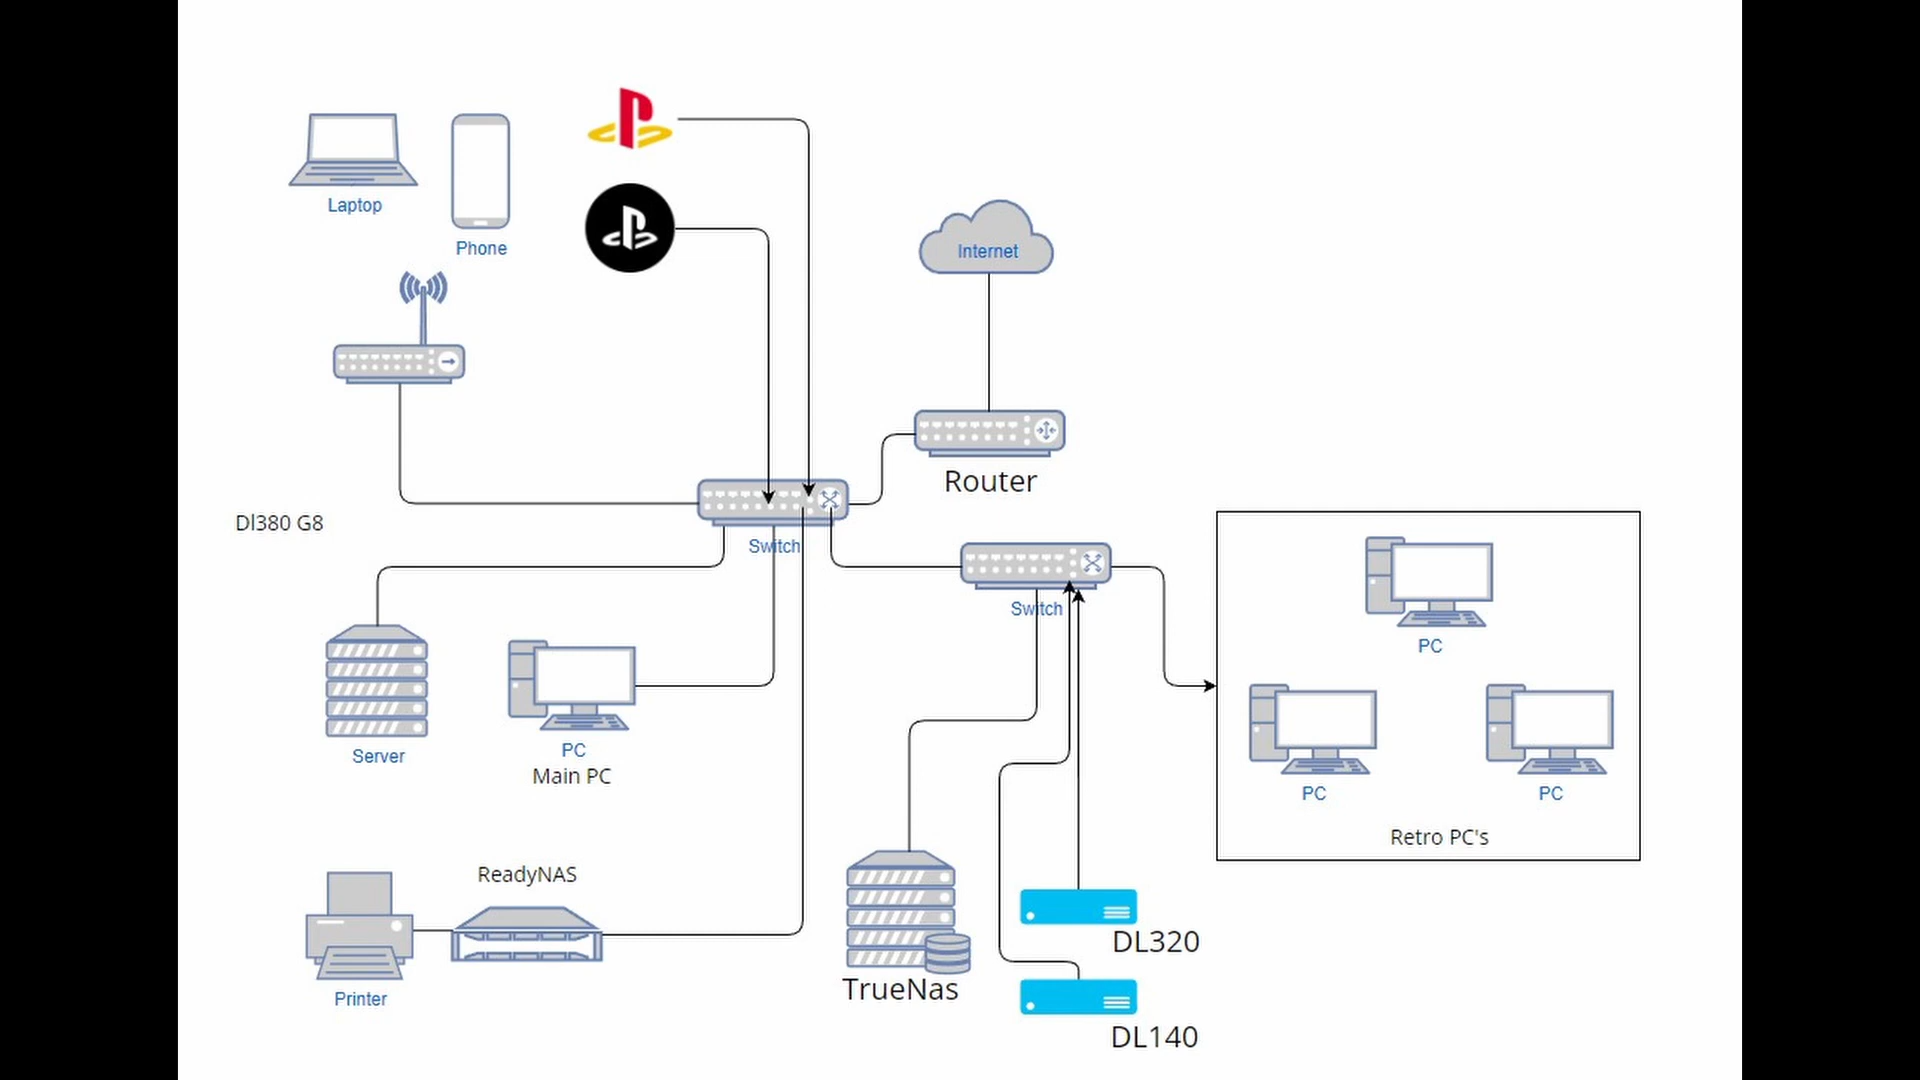 Laptop
Phone
Internet
Router
Dl380 G8
Switch
Switch
PC
Server
PC
Main PC
PC
PC
Retro PC's
ReadyNAS
DL320
TrueNas
Printer
DL140